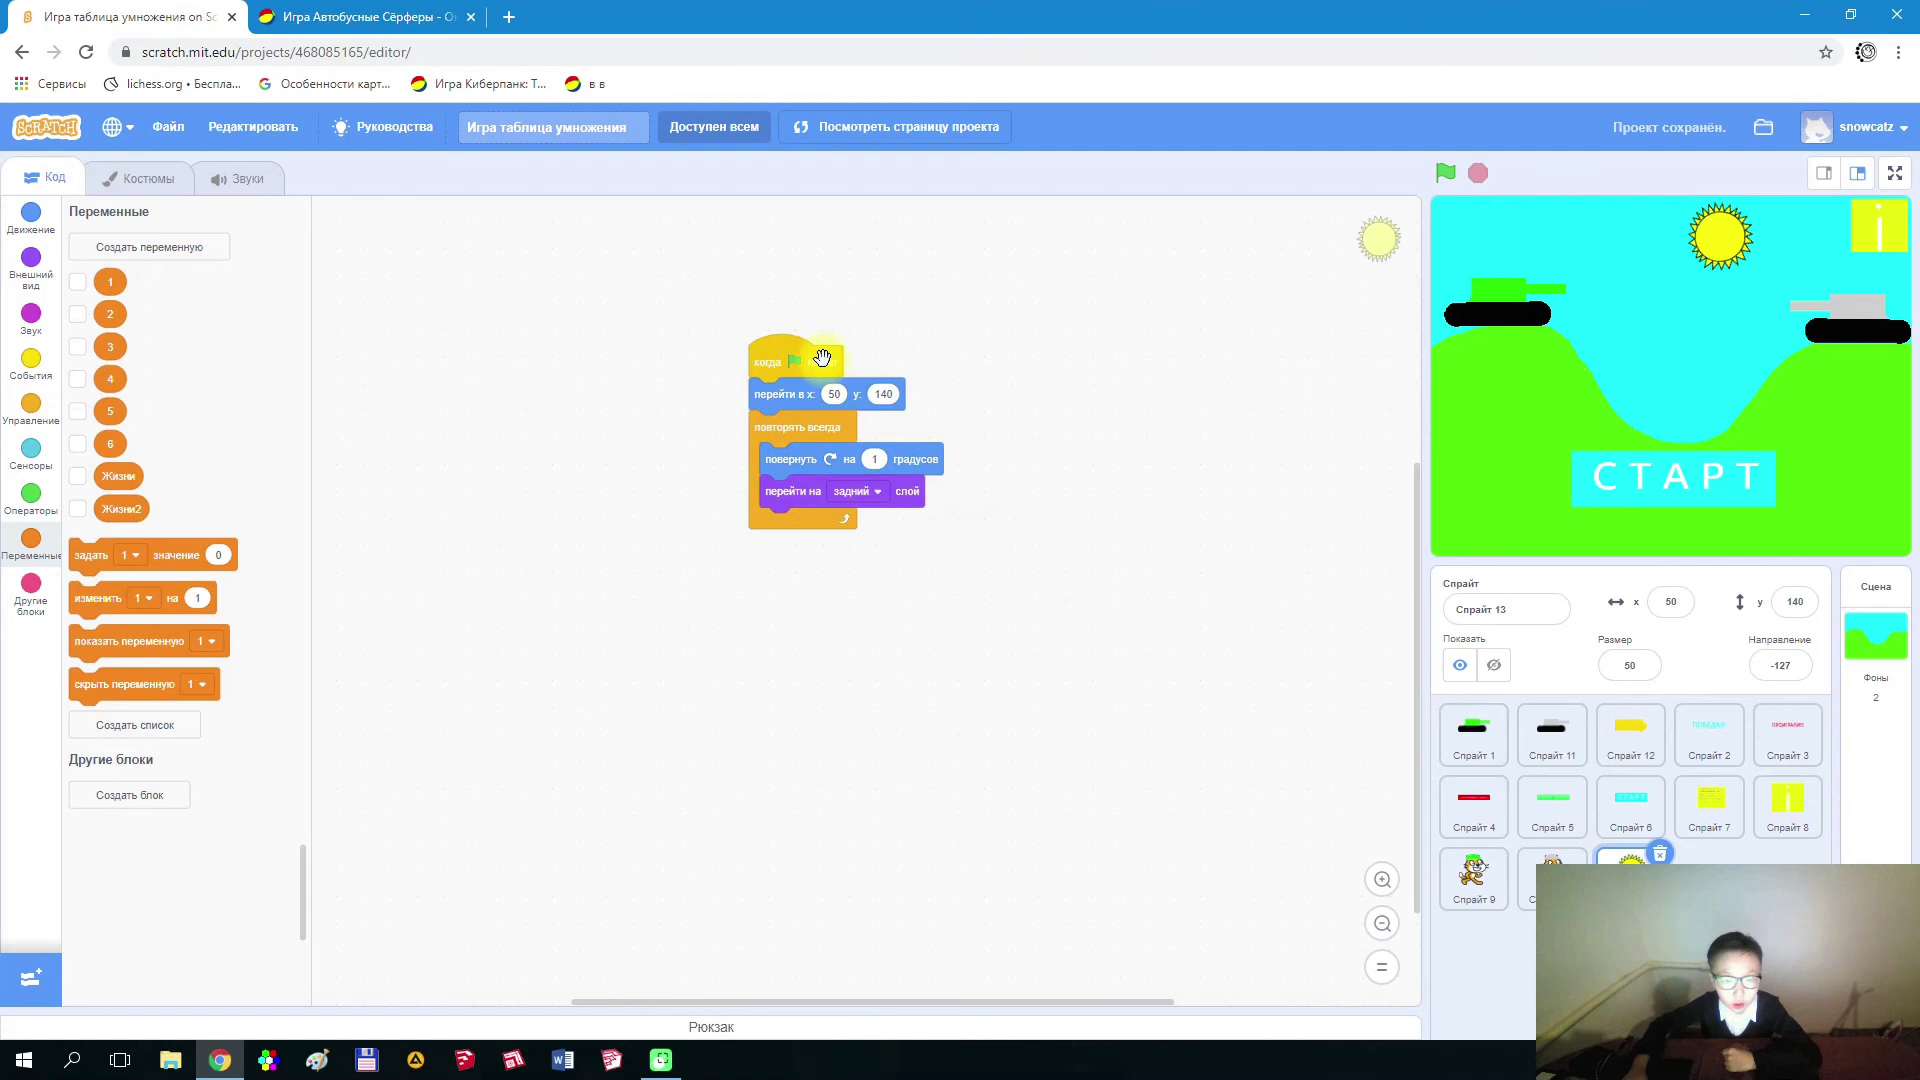 Игра таблица умножения on Sc
Игра Автобусные Сёрферы - О
scratch.mit.edu/projects/468085165/editor/
Сервисы
lichess.org • Беспла...
Особенности карт...
Игра Киберпанк: Т...
в в
SCRATCH
Файл
Редактировать
Руководства
Игра таблица умножения
Доступен всем
Посмотреть страницу проекта
Проект сохранён.
snowcatz
Код
Костюмы
Звуки
Движение
Внешний вид
Звук
События
Управление
Сенсоры
Операторы
Переменные
Другие блоки
Переменные
Создать переменную
1
2
3
4
5
6
Жизни
Жизни2
задать 1 значение 0
изменить 1 на 1
показать переменную 1
скрыть переменную 1
Создать список
Другие блоки
Создать блок
когда
перейти в x: 50 y: 140
повторять всегда
повернуть на 1 градусов
перейти на задний слой
i
СТАРТ
Спрайт
Спрайт 13
x 50
y 140
Показать
Размер
50
Направление
-127
Сцена
Фоны
2
Спрайт 1
Спрайт 11
Спрайт 12
Спрайт 2
Спрайт 3
Спрайт 4
Спрайт 5
Спрайт 6
Спрайт 7
Спрайт 8
Спрайт 9
Рюкзак